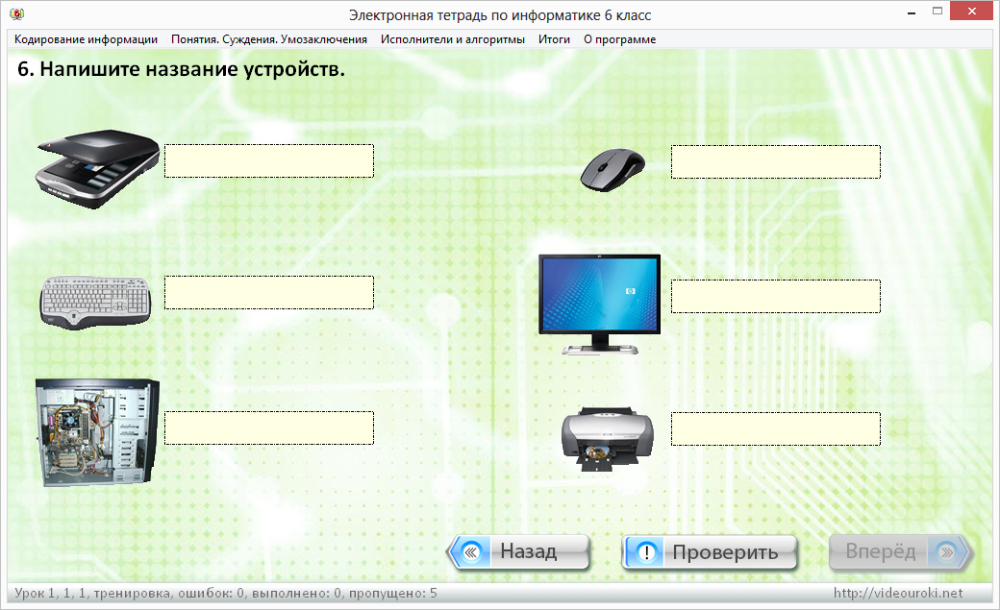 Электронная тетрадь по информатике 6 класс
Кодирование информации Понятия. Суждения. Умозаключения Исполнители и алгоритмы Итоги О программе
6. Напишите название устройств.
Назад
Проверить
Вперёд
Урок 1, 1, 1, тренировка, ошибок: 0, выполнено: 0, пропущено: 5
http://videouroki.net